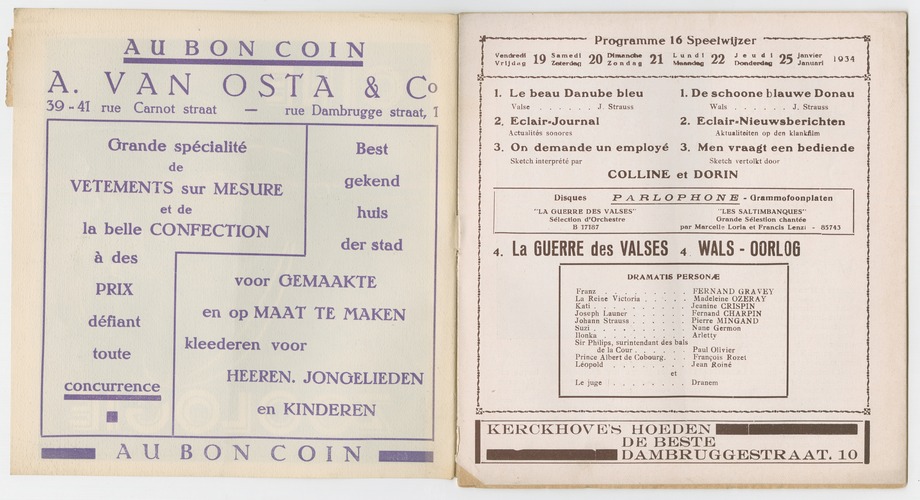 AU BON COIN
A. VAN OSTA & Co
39-41 rue Carnot straat — rue Dambrugge straat, 1
Grande spécialité
de
VETEMENTS sur MESURE
et de
la belle CONFECTION
à des
PRIX
défiant
toute
concurrence
Best
gekend
huis
der stad
voor GEMAAKTE
en op MAAT TE MAKEN
kleederen voor
HEEREN. JONGELIEDEN
en KINDEREN
AU BON COIN
Programme 16 Speelwijzer
Vendredi Vrijdag 19 Samedi Zaterdag 20 Dimanche Zondag 21 Lundi Maandag 22 Jeudi Donderdag 25 janvier Januari 1934
1. Le beau Danube bleu
Valse . . . . . . J. Strauss
2. Eclair-Journal
Actualités sonores
3. On demande un employé
Sketch interprété par
1. De schoone blauwe Donau
Wals . . . . . . J. Strauss
2. Eclair-Nieuwsberichten
Aktualiteiten op den klankfilm
3. Men vraagt een bediende
Sketch vertolkt door
COLLINE et DORIN
Disques PARLOPHONE - Grammofoonplaten
"LA GUERRE DES VALSES"
Sélection d'Orchestre
B 17187
"LES SALTIMBANQUES"
Grande Sélestion chantée
par Marcelle Loria et Francis Lenzi - 85743
4. La GUERRE des VALSES 4 WALS - OORLOG
DRAMATIS PERSONÆ
Franz . . . . . . FERNAND GRAVEY
La Reine Victoria . . . . . Madeleine OZERAY
Kati . . . . . . Jeanine CRISPIN
Joseph Launer . . . . . Fernand CHARPIN
Johann Strauss . . . . . Pierre MINGAND
Suzi . . . . . . Nane Germon
Ilonka . . . . . . Arletty
Sir Philips, surintendant des bals
de la Cour . . . . . Paul Olivier
Prince Albert de Cobourg. . . François Rozet
Léopold . . . . . . Jean Roiné
et
Le juge . . . . . . Dranem
KERCKHOVE'S HOEDEN
DE BESTE
DAMBRUGGESTRAAT. 10